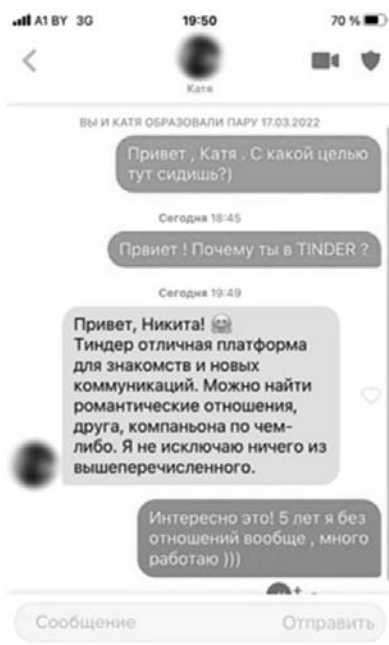 A1 BY 3G 19:50 70 %
Катя
ВЫ И КАТЯ ОБРАЗОВАЛИ ПАРУ 17.03.2022
Привет , Катя . С какой целью
тут сидишь?)
Сегодня 18:45
Првиет ! Почему ты в TINDER ?
Сегодня 19:49
Привет, Никита! 🤗
Тиндер отличная платформа
для знакомств и новых
коммуникаций. Можно найти
романтические отношения,
друга, компаньона по чем-
либо. Я не исключаю ничего из
вышеперечисленного.
Интересно это! 5 лет я без
отношений вообще , много
работаю )))
Сообщение Отправить